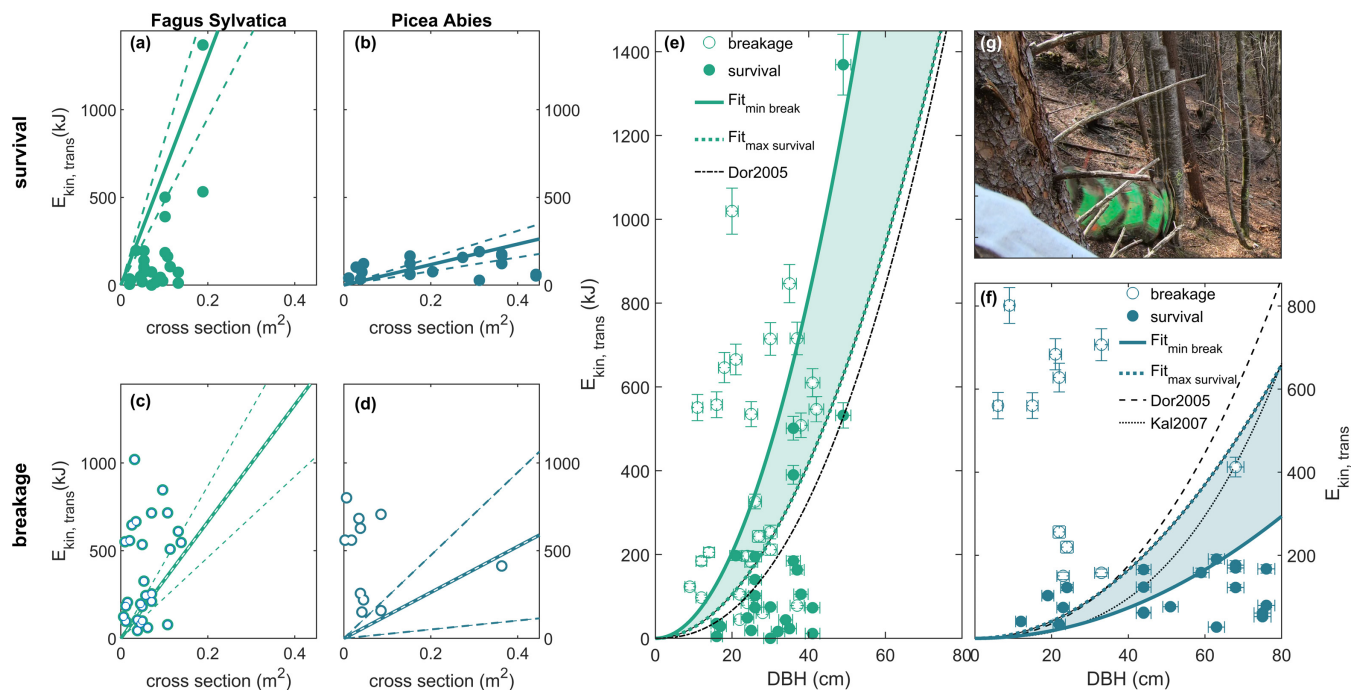 Fagus Sylvatica
Picea Abies
survival
breakage
(a)
1000
500
0
E_kin, trans (kJ)
0 0.2 0.4
cross section (m²)
(b)
1000
500
0
0 0.2 0.4
cross section (m²)
(c)
1000
500
0
E_kin, trans (kJ)
0 0.2 0.4
cross section (m²)
(d)
1000
500
0
0 0.2 0.4
cross section (m²)
(e)
breakage
survival
Fit_min break
Fit_max survival
Dor2005
1400
1200
1000
800
600
400
200
0
E_kin, trans (kJ)
0 20 40 60 80
DBH (cm)
(g)
(f)
breakage
survival
Fit_min break
Fit_max survival
Dor2005
Kal2007
800
600
400
200
E_kin, trans
0 20 40 60 80
DBH (cm)